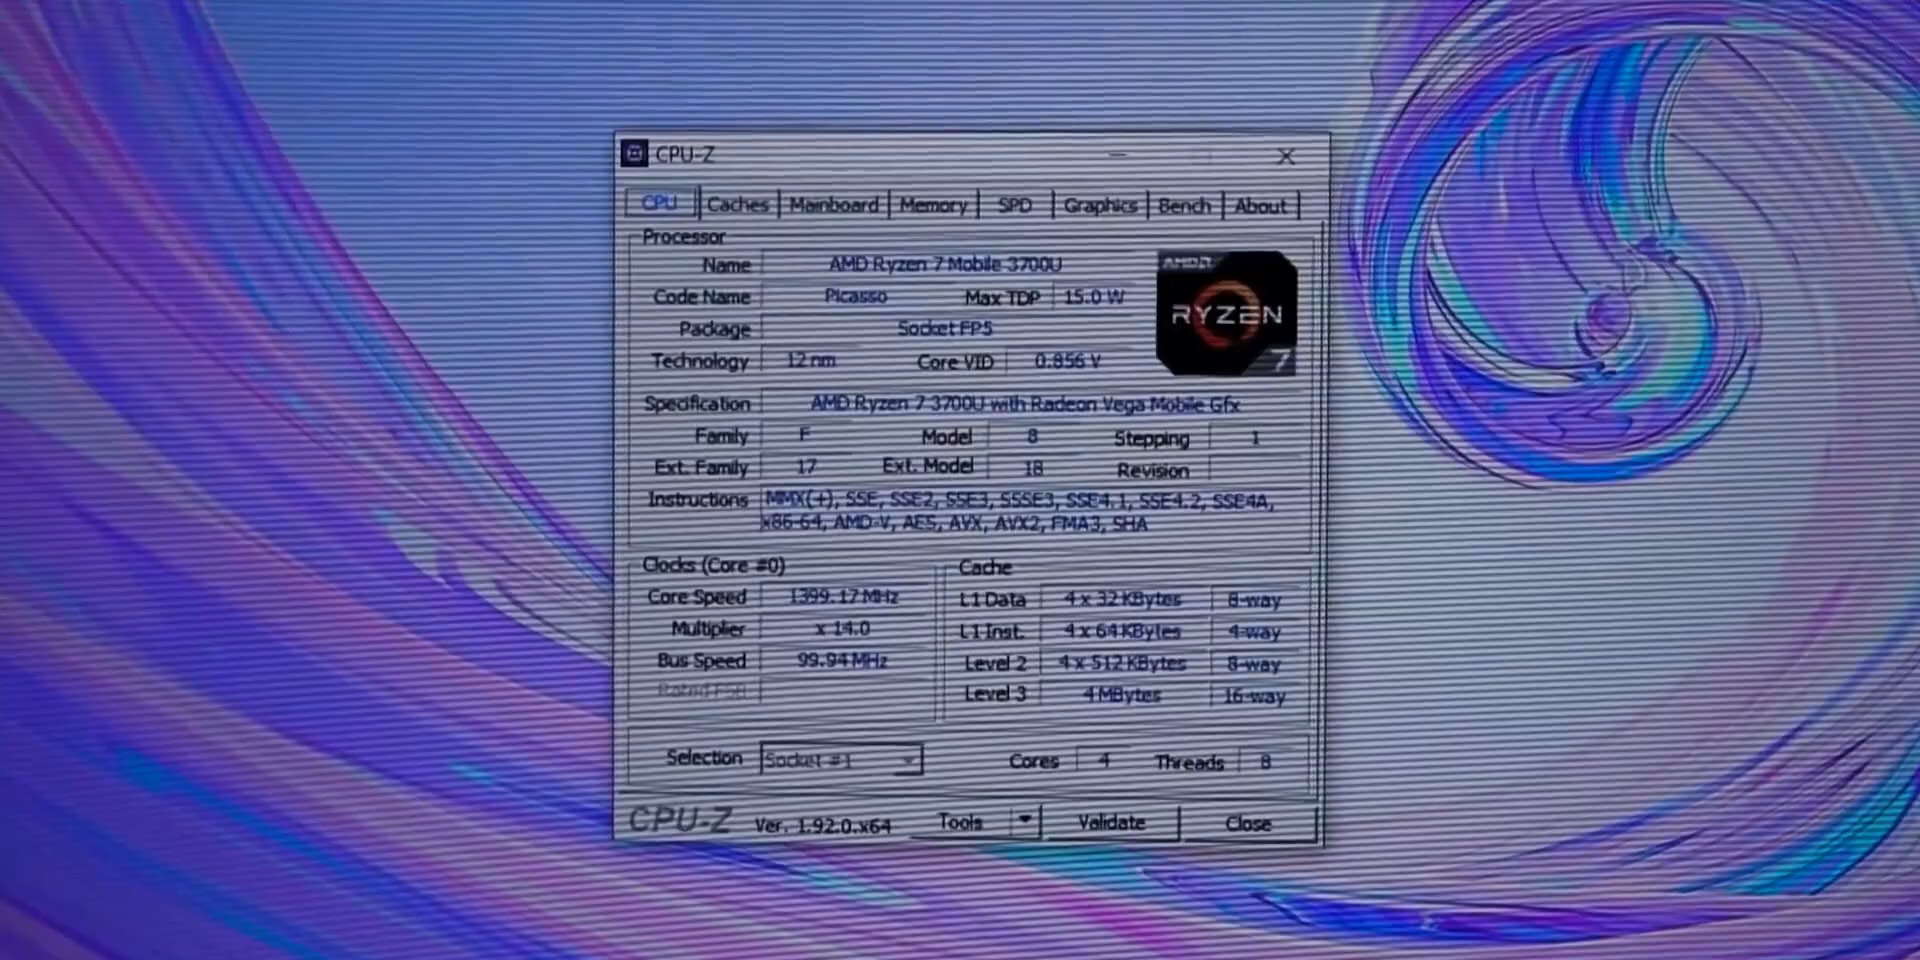 CPU-Z
CPU Caches Mainboard Memory SPD Graphics Bench About
Processor
Name AMD Ryzen 7 Mobile 3700U
Code Name Picasso Max TDP 15.0 W
Package Socket FP5
Technology 12 nm Core VID 0.856 V
AMD
RYZEN
7
Specification AMD Ryzen 7 3700U with Radeon Vega Mobile Gfx
Family F Model 8 Stepping 1
Ext. Family 17 Ext. Model 18 Revision
Instructions MMX(+), SSE, SSE2, SSE3, SSSE3, SSE4.1, SSE4.2, SSE4A,
x86-64, AMD-V, AES, AVX, AVX2, FMA3, SHA
Clocks (Core #0)
Core Speed 1399.17 MHz
Multiplier x 14.0
Bus Speed 99.94 MHz
Rated FSB
Cache
L1 Data 4 x 32 KBytes 8-way
L1 Inst. 4 x 64 KBytes 4-way
Level 2 4 x 512 KBytes 8-way
Level 3 4 MBytes 16-way
Selection Socket #1 Cores 4 Threads 8
CPU-Z Ver. 1.92.0.x64 Tools Validate Close